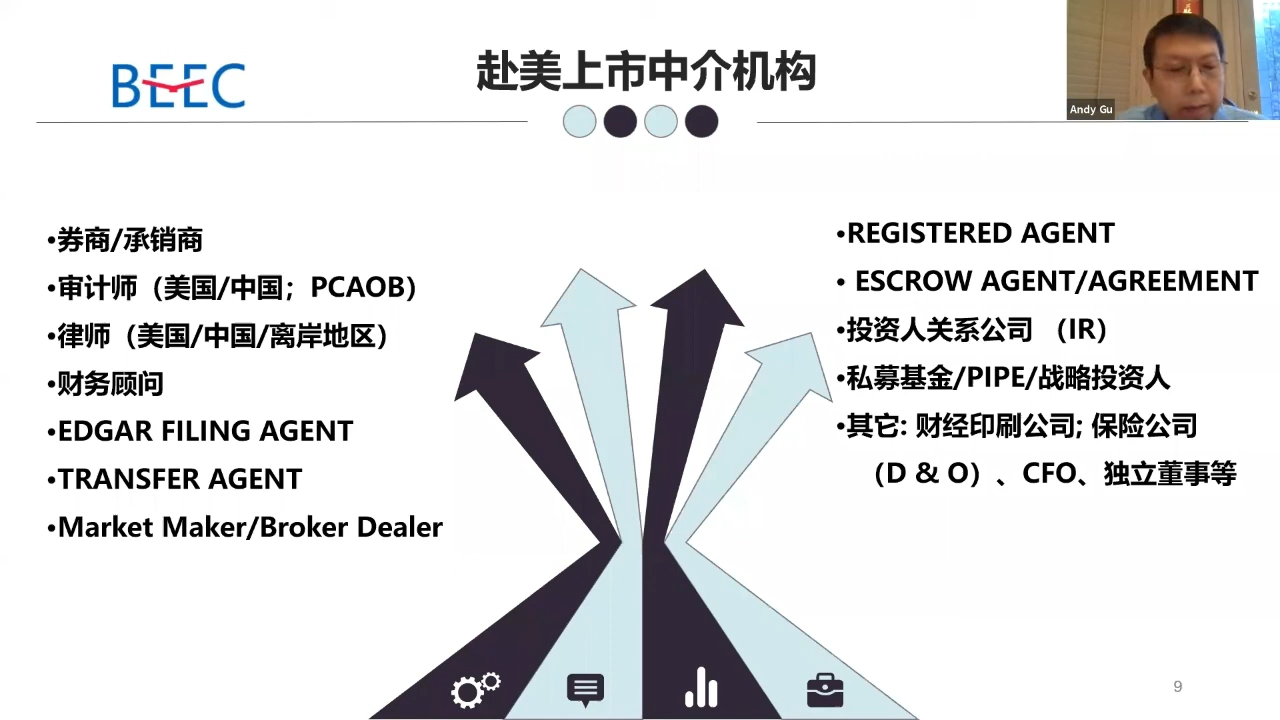 BEEC
赴美上市中介机构
Andy Gu
•券商/承销商
•审计师（美国/中国；PCAOB）
•律师（美国/中国/离岸地区）
•财务顾问
•EDGAR FILING AGENT
•TRANSFER AGENT
•Market Maker/Broker Dealer
•REGISTERED AGENT
• ESCROW AGENT/AGREEMENT
•投资人关系公司 （IR）
•私募基金/PIPE/战略投资人
•其它: 财经印刷公司; 保险公司
（D & O）、CFO、独立董事等
9